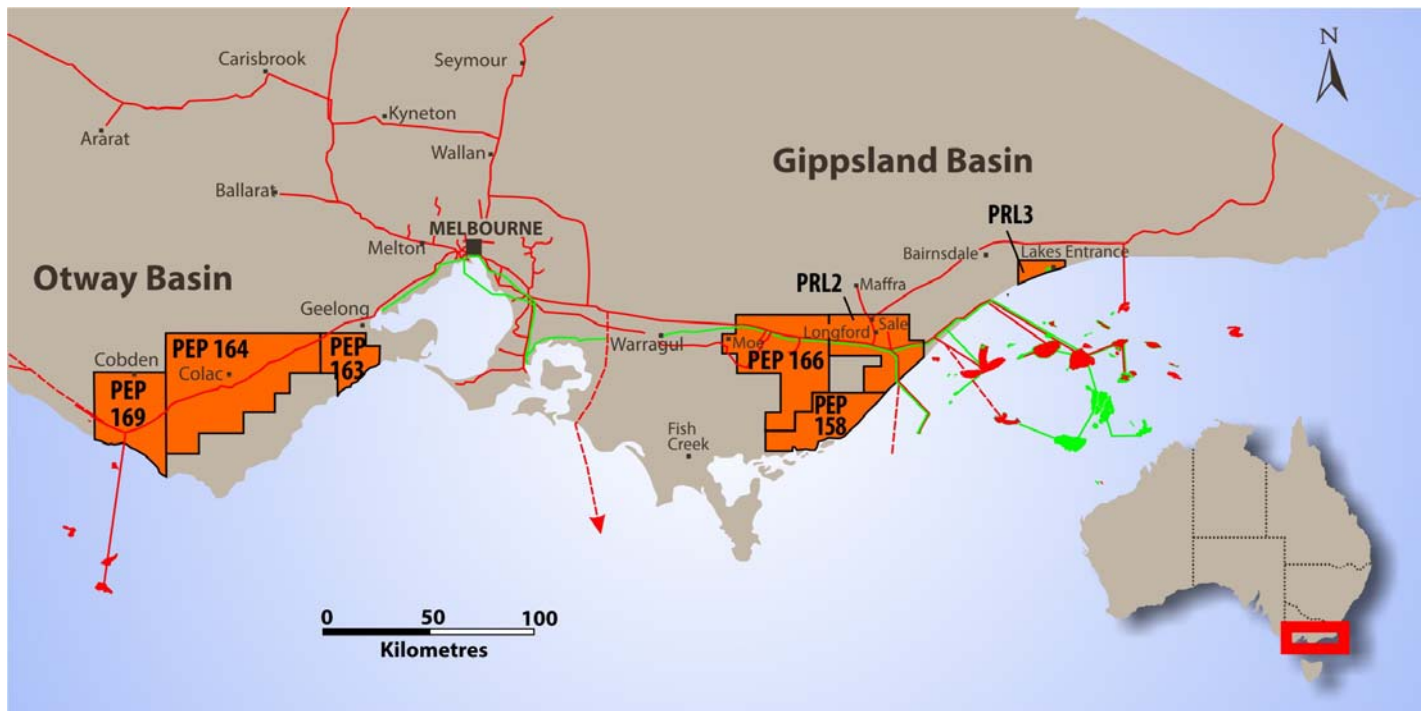 N
Seymour
Carisbrook
Kyneton
Ararat
Wallan
Gippsland Basin
Ballarat
PRL3
MELBOURNE
Melton
Bairnsdale
Lakes Entrance
Otway Basin
PRL2
Maffra
Geelong
Sale
Longford
Warragul
Moe
PEP 164
PEP
163
PEP 166
Cobden
Colac
PEP
169
PEP
158
Fish
Creek
0 50 100
Kilometres